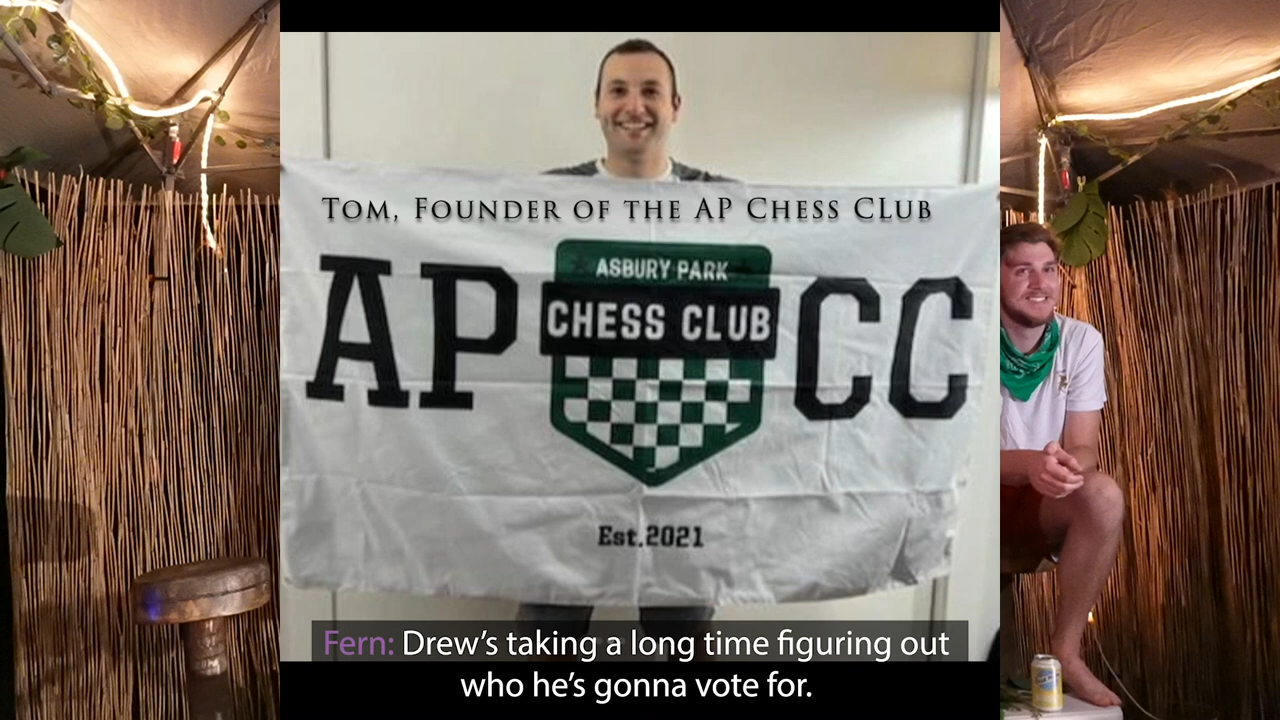 Tom, Founder of the AP Chess CLub
AP CC
ASBURY PARK
CHESS CLUB
Est.2021
Fern: Drew's taking a long time figuring out
who he's gonna vote for.